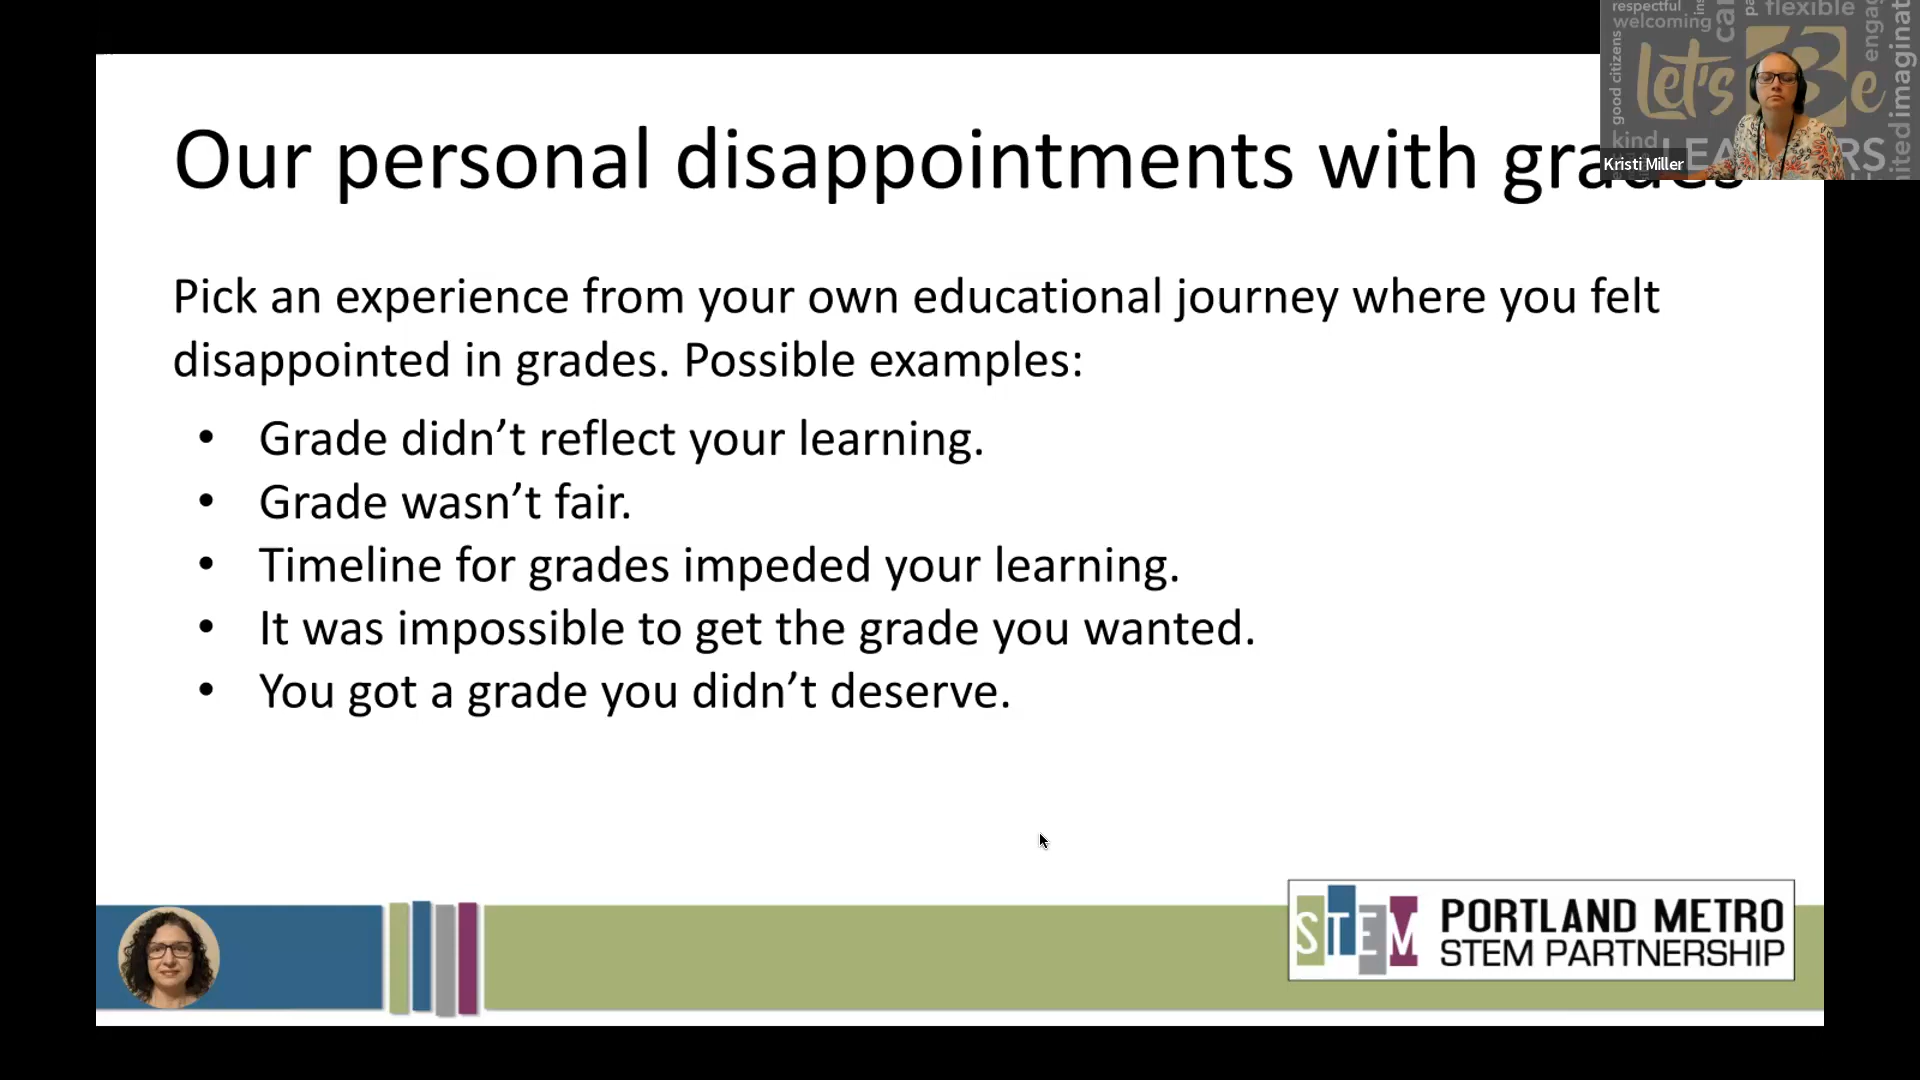 Our personal disappointments with grades
Pick an experience from your own educational journey where you felt
disappointed in grades. Possible examples:
• Grade didn’t reflect your learning.
• Grade wasn’t fair.
• Timeline for grades impeded your learning.
• It was impossible to get the grade you wanted.
• You got a grade you didn’t deserve.
STEM
PORTLAND METRO
STEM PARTNERSHIP
respectful
welcoming
flexible
good citizens
Let's Be
kind
Kristi Miller